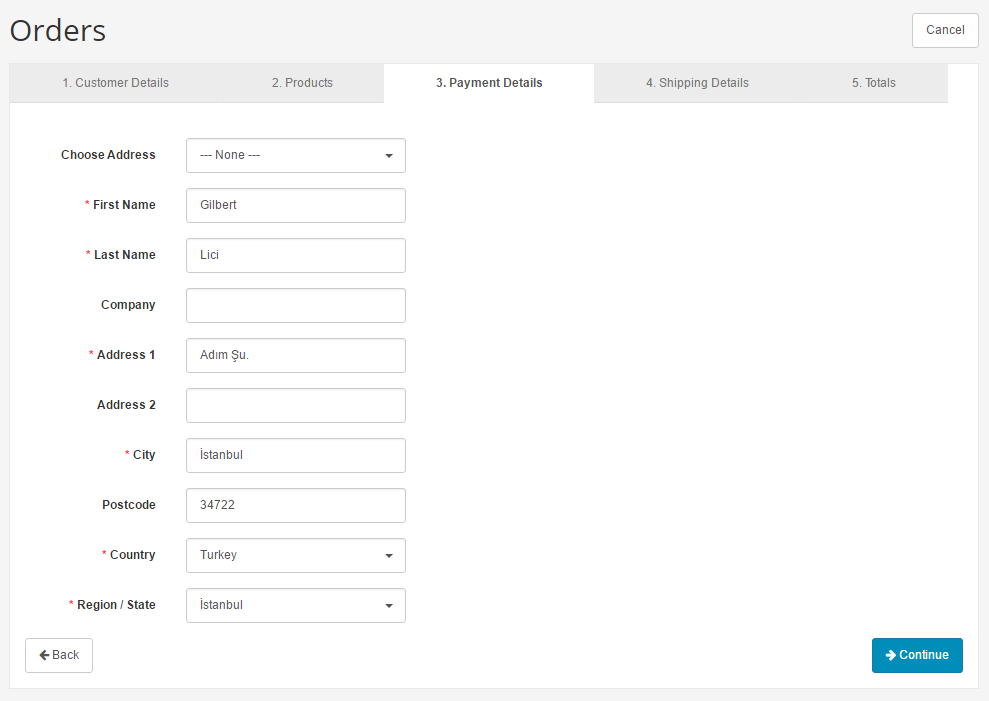 Orders
Cancel
1. Customer Details
2. Products
3. Payment Details
4. Shipping Details
5. Totals
Choose Address
--- None ---
* First Name
Gilbert
* Last Name
Lici
Company
* Address 1
Adım Şu.
Address 2
* City
İstanbul
Postcode
34722
* Country
Turkey
* Region / State
İstanbul
Back
Continue